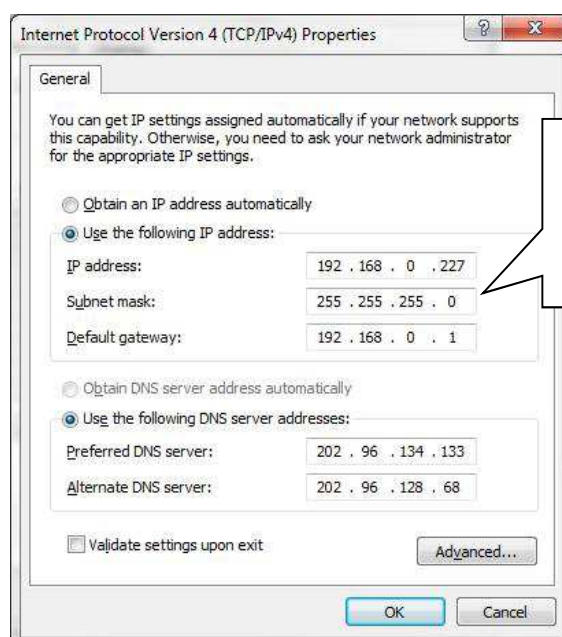 Internet Protocol Version 4 (TCP/IPv4) Properties
General
You can get IP settings assigned automatically if your network supports
this capability. Otherwise, you need to ask your network administrator
for the appropriate IP settings.
Obtain an IP address automatically
Use the following IP address:
IP address: 192 . 168 . 0 . 227
Subnet mask: 255 . 255 . 255 . 0
Default gateway: 192 . 168 . 0 . 1
Obtain DNS server address automatically
Use the following DNS server addresses:
Preferred DNS server: 202 . 96 . 134 . 133
Alternate DNS server: 202 . 96 . 128 . 68
Validate settings upon exit
Advanced...
OK Cancel